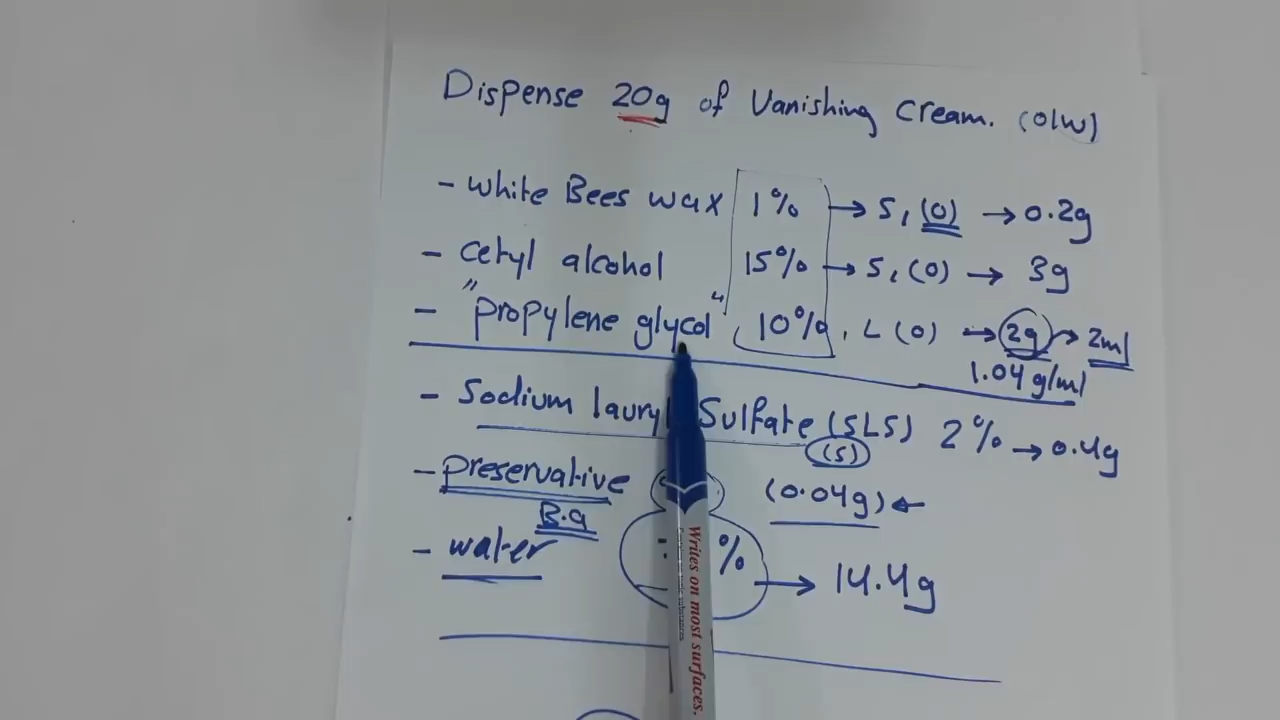 Dispense 20g of Vanishing Cream. (O/W)
- white Bees wax 1% → S, (O) → 0.2g
- cetyl alcohol 15% → S, (O) → 3g
- "propylene glycol" 10%, L (O) → 2g → 2ml
1.04 g/ml
- Sodium lauryl Sulfate (SLS) 2% → 0.4g
(S)
- preservative (0.04g) ←
B.a
- water % → 14.4g
Writes on most surfaces.